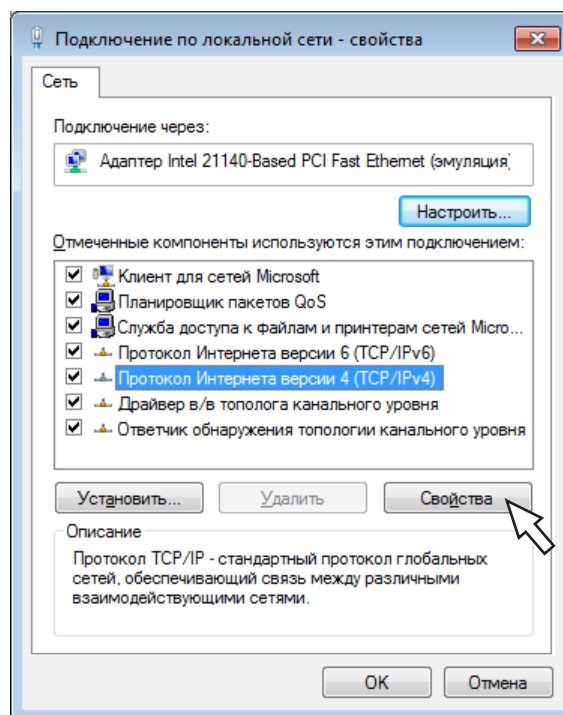 Подключение по локальной сети - свойства
Сеть
Подключение через:
Адаптер Intel 21140-Based PCI Fast Ethernet (эмуляция)
Настроить...
Отмеченные компоненты используются этим подключением:
Клиент для сетей Microsoft
Планировщик пакетов QoS
Служба доступа к файлам и принтерам сетей Micro...
Протокол Интернета версии 6 (TCP/IPv6)
Протокол Интернета версии 4 (TCP/IPv4)
Драйвер в/в тополога канального уровня
Ответчик обнаружения топологии канального уровня
Установить... Удалить Свойства
Описание
Протокол TCP/IP - стандартный протокол глобальных
сетей, обеспечивающий связь между различными
взаимодействующими сетями.
OK Отмена